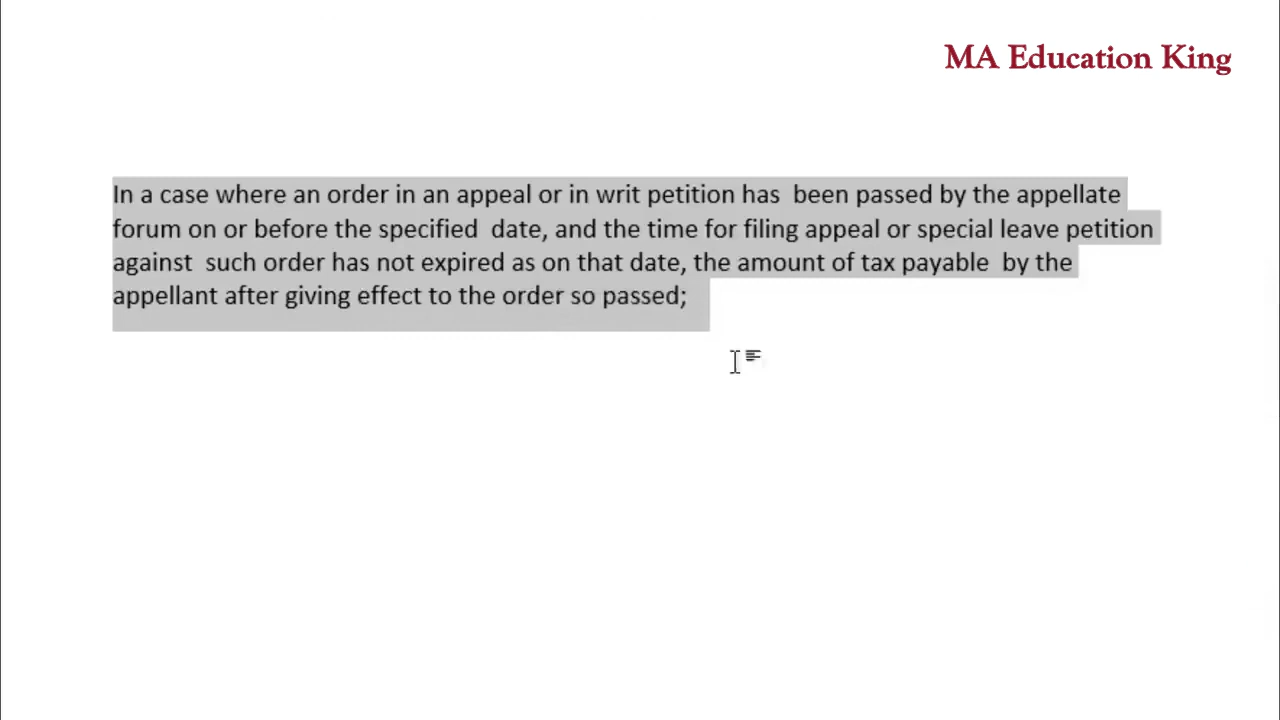 MA Education King
In a case where an order in an appeal or in writ petition has  been passed by the appellate
forum on or before the specified  date, and the time for filing appeal or special leave petition
against  such order has not expired as on that date, the amount of tax payable  by the
appellant after giving effect to the order so passed;